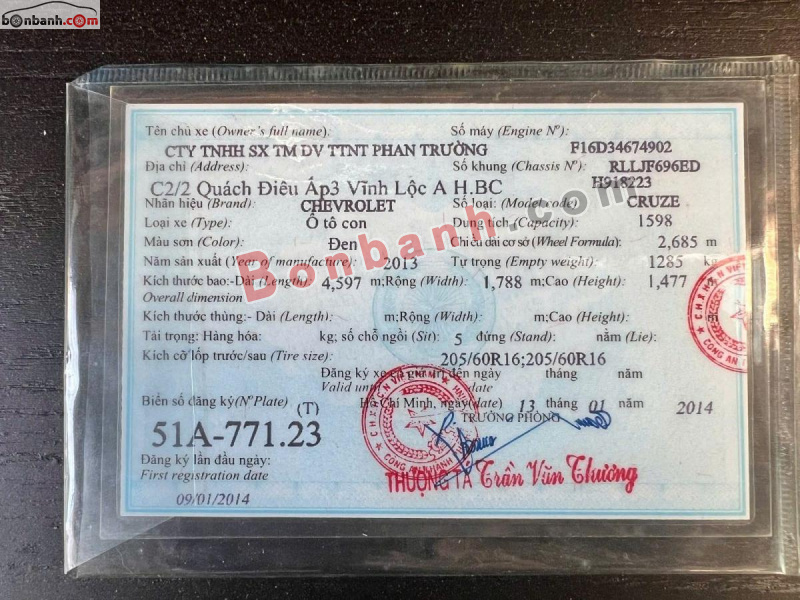 bonbanh.com
Ô tô cũ, Ô tô mới
Tên chủ xe (Owner's full name): Số máy (Engine Nº): F16D34674902
CTY TNHH SX TM DV TTNT PHAN TRƯỜNG
Địa chỉ (Address): Số khung (Chassis Nº): RLLJF696ED
C2/2 Quách Điêu Áp3 Vĩnh Lộc A H.BC H918223
Nhãn hiệu (Brand): CHEVROLET Số loại: (Model code) CRUZE
Loại xe (Type): Ô tô con Dung tích (Capacity): 1598
Màu sơn (Color): Đen Chiều dài cơ sở (Wheel Formula): 2,685 m
Năm sản xuất (Year of manufacture): 2013 Tự trọng (Empty weight): 1285 kg
Kích thước bao:-Dài (Length): 4,597 m;Rộng (Width): 1,788 m;Cao (Height): 1,477 m
Overall dimension
Kích thước thùng:- Dài (Length): m;Rộng (Width): m;Cao (Height): m
Tải trọng: Hàng hóa: kg; số chỗ ngồi (Sit): 5 đứng (Stand): nằm (Lie):
Kích cỡ lốp trước/sau (Tire size): 205/60R16;205/60R16
Đăng ký xe có giá trị đến ngày tháng năm
Valid until date
Biển số đăng ký(NºPlate) (T) Hồ Chí Minh, ngày(date) 13 tháng 01 năm 2014
TRƯỞNG PHÒNG
51A-771.23
Đăng ký lần đầu ngày:
First registration date
THƯỢNG TÁ Trần Văn Thương
09/01/2014
Bonbanh.com